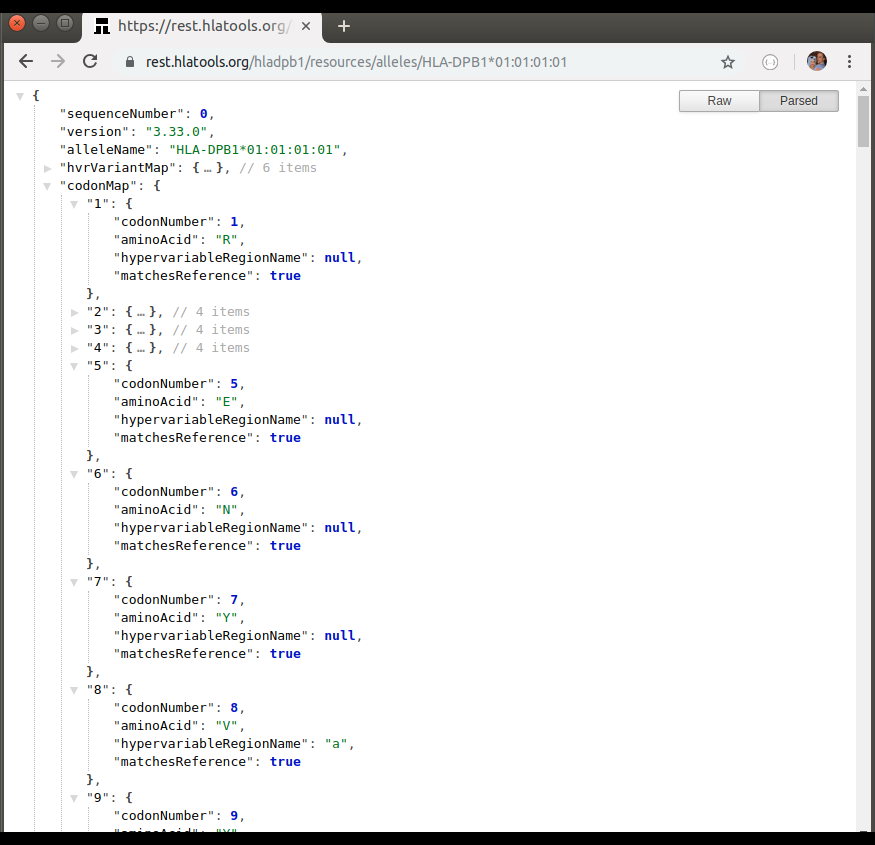 https://rest.hlatools.org/
rest.hlatools.org/hladpb1/resources/alleles/HLA-DPB1*01:01:01:01
Raw Parsed
{
"sequenceNumber": 0,
"version": "3.33.0",
"alleleName": "HLA-DPB1*01:01:01:01",
"hvrVariantMap": { … }, // 6 items
"codonMap": {
"1": {
"codonNumber": 1,
"aminoAcid": "R",
"hypervariableRegionName": null,
"matchesReference": true
},
"2": { … }, // 4 items
"3": { … }, // 4 items
"4": { … }, // 4 items
"5": {
"codonNumber": 5,
"aminoAcid": "E",
"hypervariableRegionName": null,
"matchesReference": true
},
"6": {
"codonNumber": 6,
"aminoAcid": "N",
"hypervariableRegionName": null,
"matchesReference": true
},
"7": {
"codonNumber": 7,
"aminoAcid": "Y",
"hypervariableRegionName": null,
"matchesReference": true
},
"8": {
"codonNumber": 8,
"aminoAcid": "V",
"hypervariableRegionName": "a",
"matchesReference": true
},
"9": {
"codonNumber": 9,